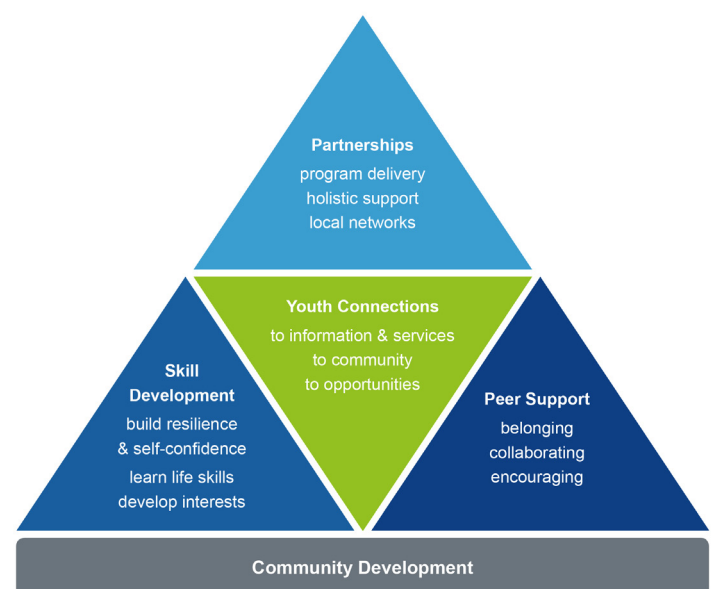 Partnerships
program delivery
holistic support
local networks
Youth Connections
to information & services
to community
to opportunities
Skill
Development
build resilience
& self-confidence
learn life skills
develop interests
Peer Support
belonging
collaborating
encouraging
Community Development